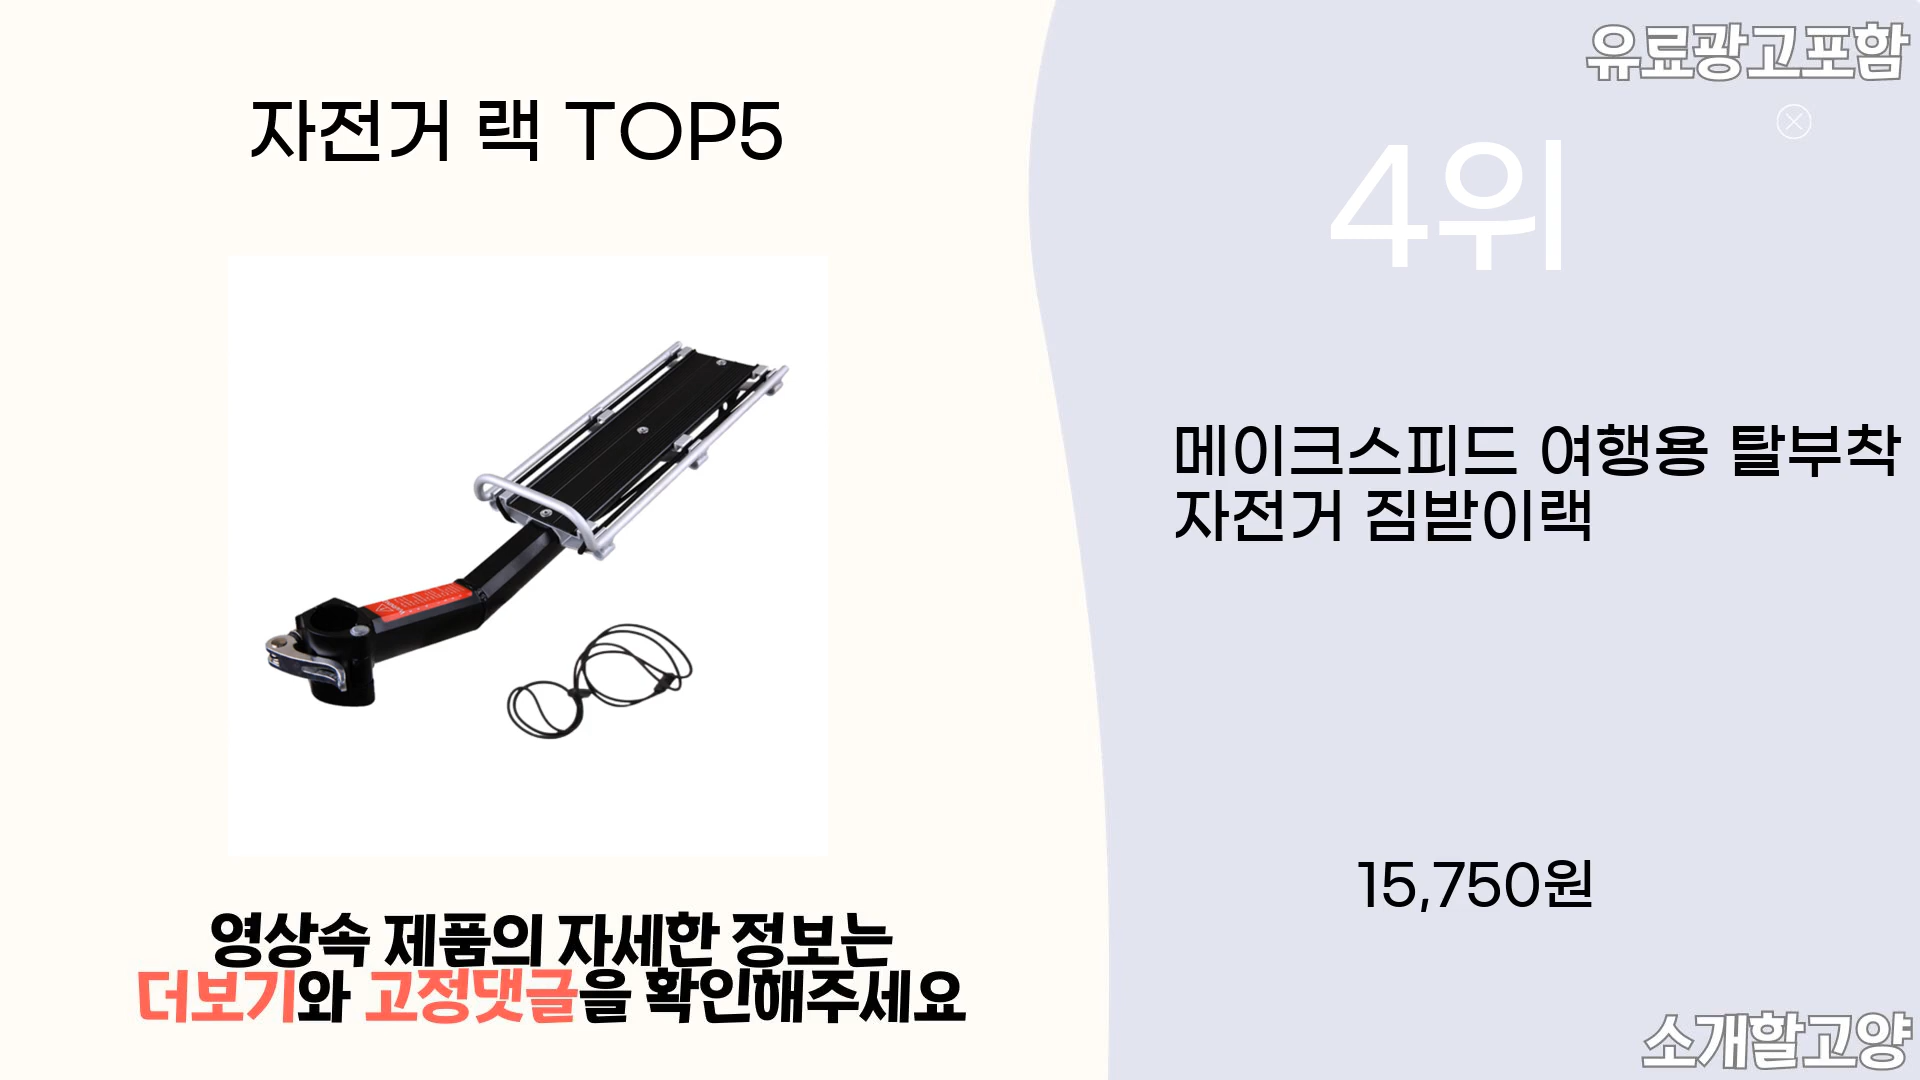 유료광고포함
자전거 랙 TOP5
4위
메이크스피드 여행용 탈부착
자전거 짐받이랙
15,750원
영상속 제품의 자세한 정보는
더보기와 고정댓글을 확인해주세요
소개할고양